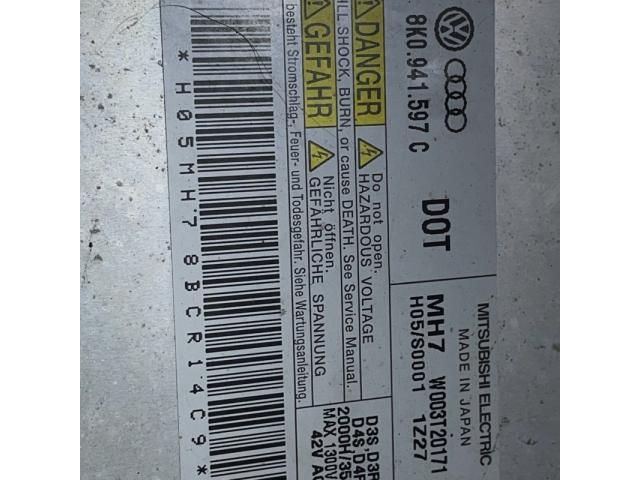 8K0.941.597 C
DOT
MITSUBISHI ELECTRIC
MADE IN JAPAN
MH7 W003T20171
H05/S0001 1Z27
DANGER
Do not open.
HAZARDOUS VOLTAGE
SHOCK, BURN, or cause DEATH. See Service Manual.
GEFAHR
Nicht öffnen.
GEFÄHRLICHE SPANNUNG
besteht Stromschlag-, Feuer- und Todesgefahr. Siehe Wartungsanleitung.
D3S, D3R
D4S, D4R
2000H/35
MAX 1300V
42V AC
*H05MH78BCR14C9*